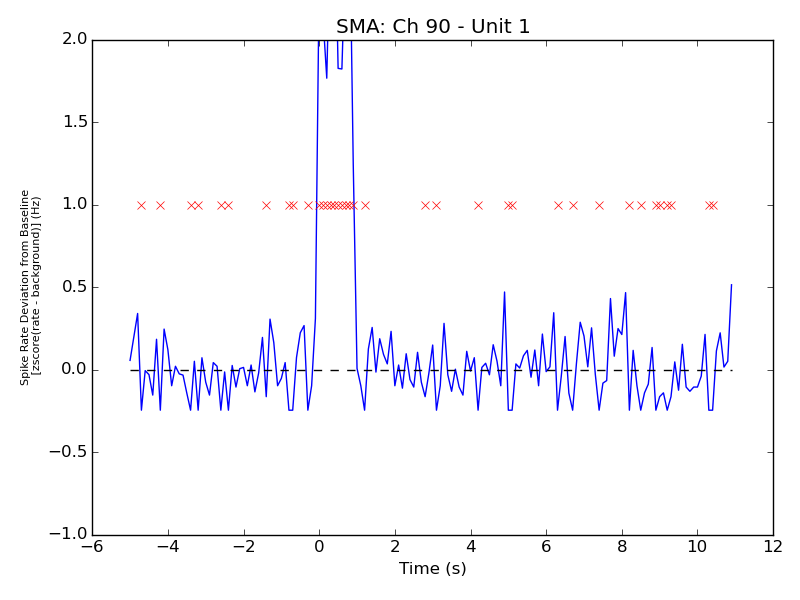 SMA: Ch 90 - Unit 1
2.0
1.5
1.0
0.5
0.0
−0.5
−1.0
Spike Rate Deviation from Baseline
[zscore(rate - background)] (Hz)
−6 −4 −2 0 2 4 6 8 10 12
Time (s)